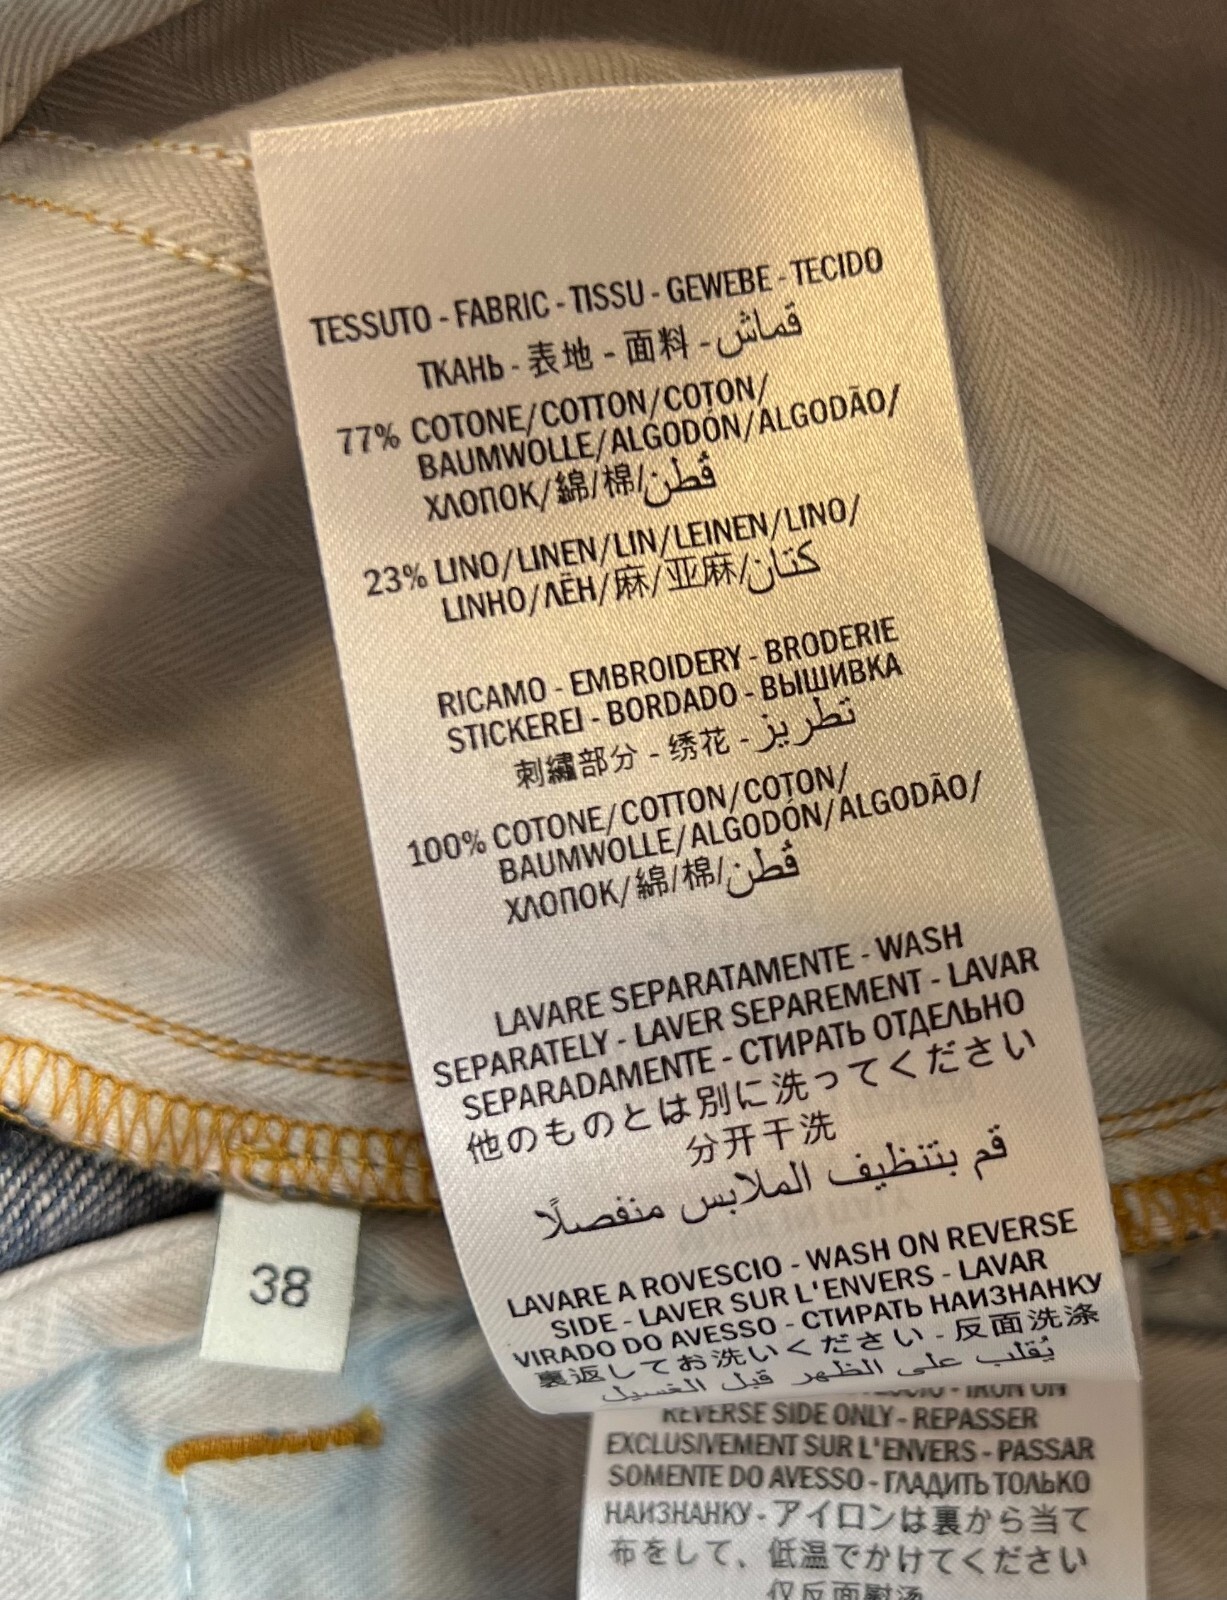 TESSUTO - FABRIC - TISSU - GEWEBE - TECIDO
ТКАНЬ - 表地 - 面料 - قماش
77% COTONE/COTTON/COTON/
BAUMWOLLE/ALGODÓN/ALGODÃO/
ХЛОПОК/綿/棉/قُطن
23% LINO/LINEN/LIN/LEINEN/LINO/
LINHO/ЛЁН/麻/亚麻/كتان
RICAMO - EMBROIDERY - BRODERIE
STICKEREI - BORDADO - ВЫШИВКА
刺繍部分 - 绣花 - تطريز
100% COTONE/COTTON/COTON/
BAUMWOLLE/ALGODÓN/ALGODÃO/
ХЛОПОК/綿/棉/قُطن
LAVARE SEPARATAMENTE - WASH
SEPARATELY - LAVER SEPAREMENT - LAVAR
SEPARADAMENTE - СТИРАТЬ ОТДЕЛЬНО
他のものとは別に洗ってください
分开干洗
قم بتنظيف الملابس منفصلًا
LAVARE A ROVESCIO - WASH ON REVERSE
SIDE - LAVER SUR L'ENVERS - LAVAR
VIRADO DO AVESSO - СТИРАТЬ НАИЗНАНКУ
裏返してお洗いください - 反面洗涤
يُقلب على الظهر قبل الغسيل
38
- IRON ON
REVERSE SIDE ONLY - REPASSER
EXCLUSIVEMENT SUR L'ENVERS - PASSAR
SOMENTE DO AVESSO - ГЛАДИТЬ ТОЛЬКО
НАИЗНАНКУ - アイロンは裏から当て
布をして、低温でかけてください
仅反面熨烫